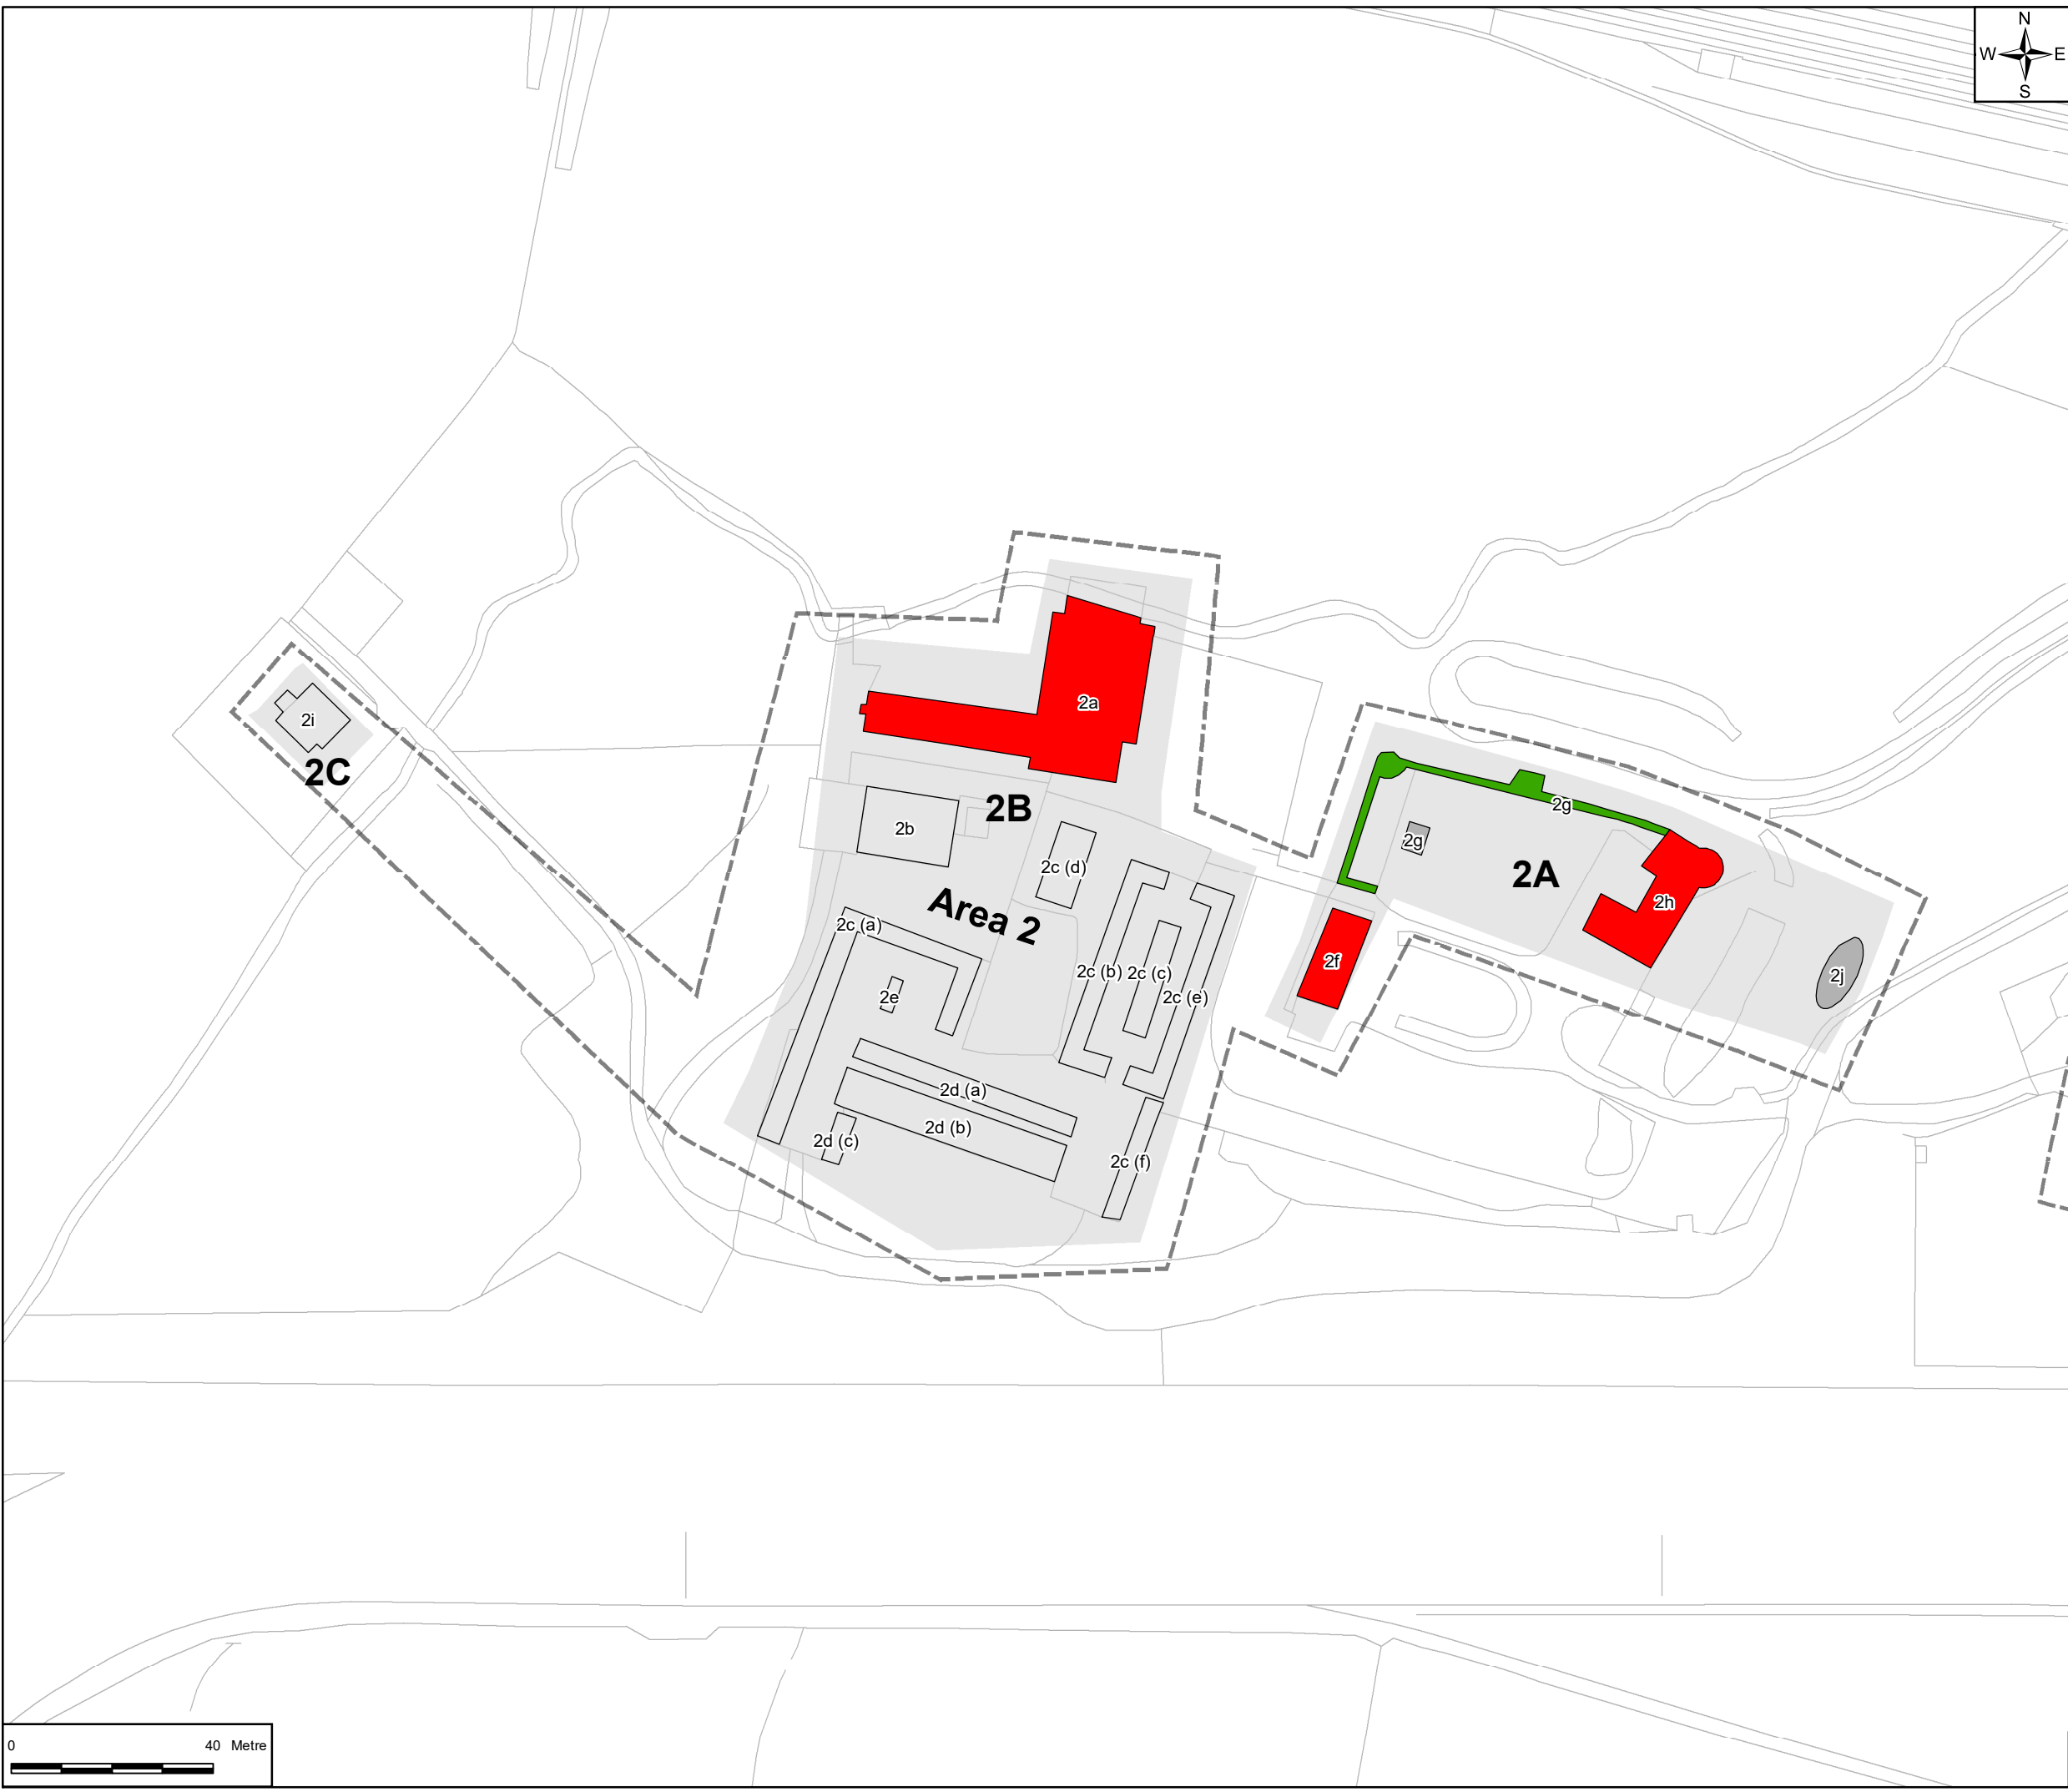 N
W E
S
2a
2i
2C
2B
2g
2b
2g
2c (d)
2A
2h
Area 2
2c (a)
2f
2c (b)
2c (c)
2j
2e
2c (e)
2d (a)
2d (b)
2d (c)
2c (f)
0 40 Metre